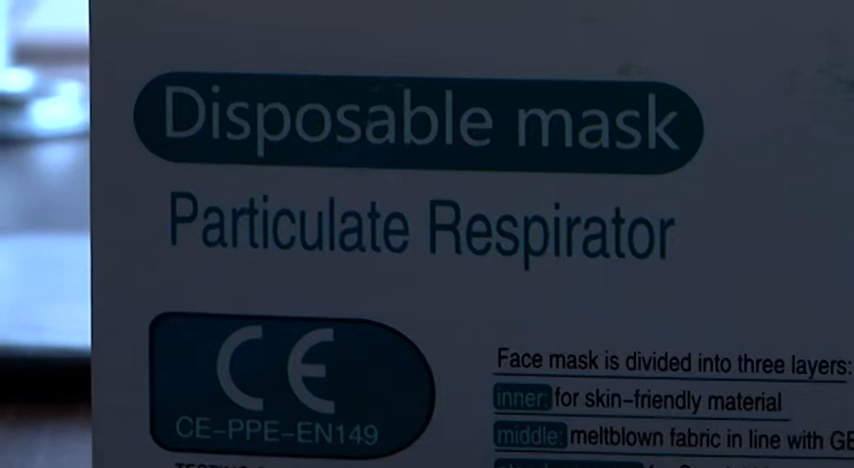 Disposable mask
Particulate Respirator
CE
CE-PPE-EN149
Face mask is divided into three layers:
inner: for skin-friendly material
middle: meltblown fabric in line with